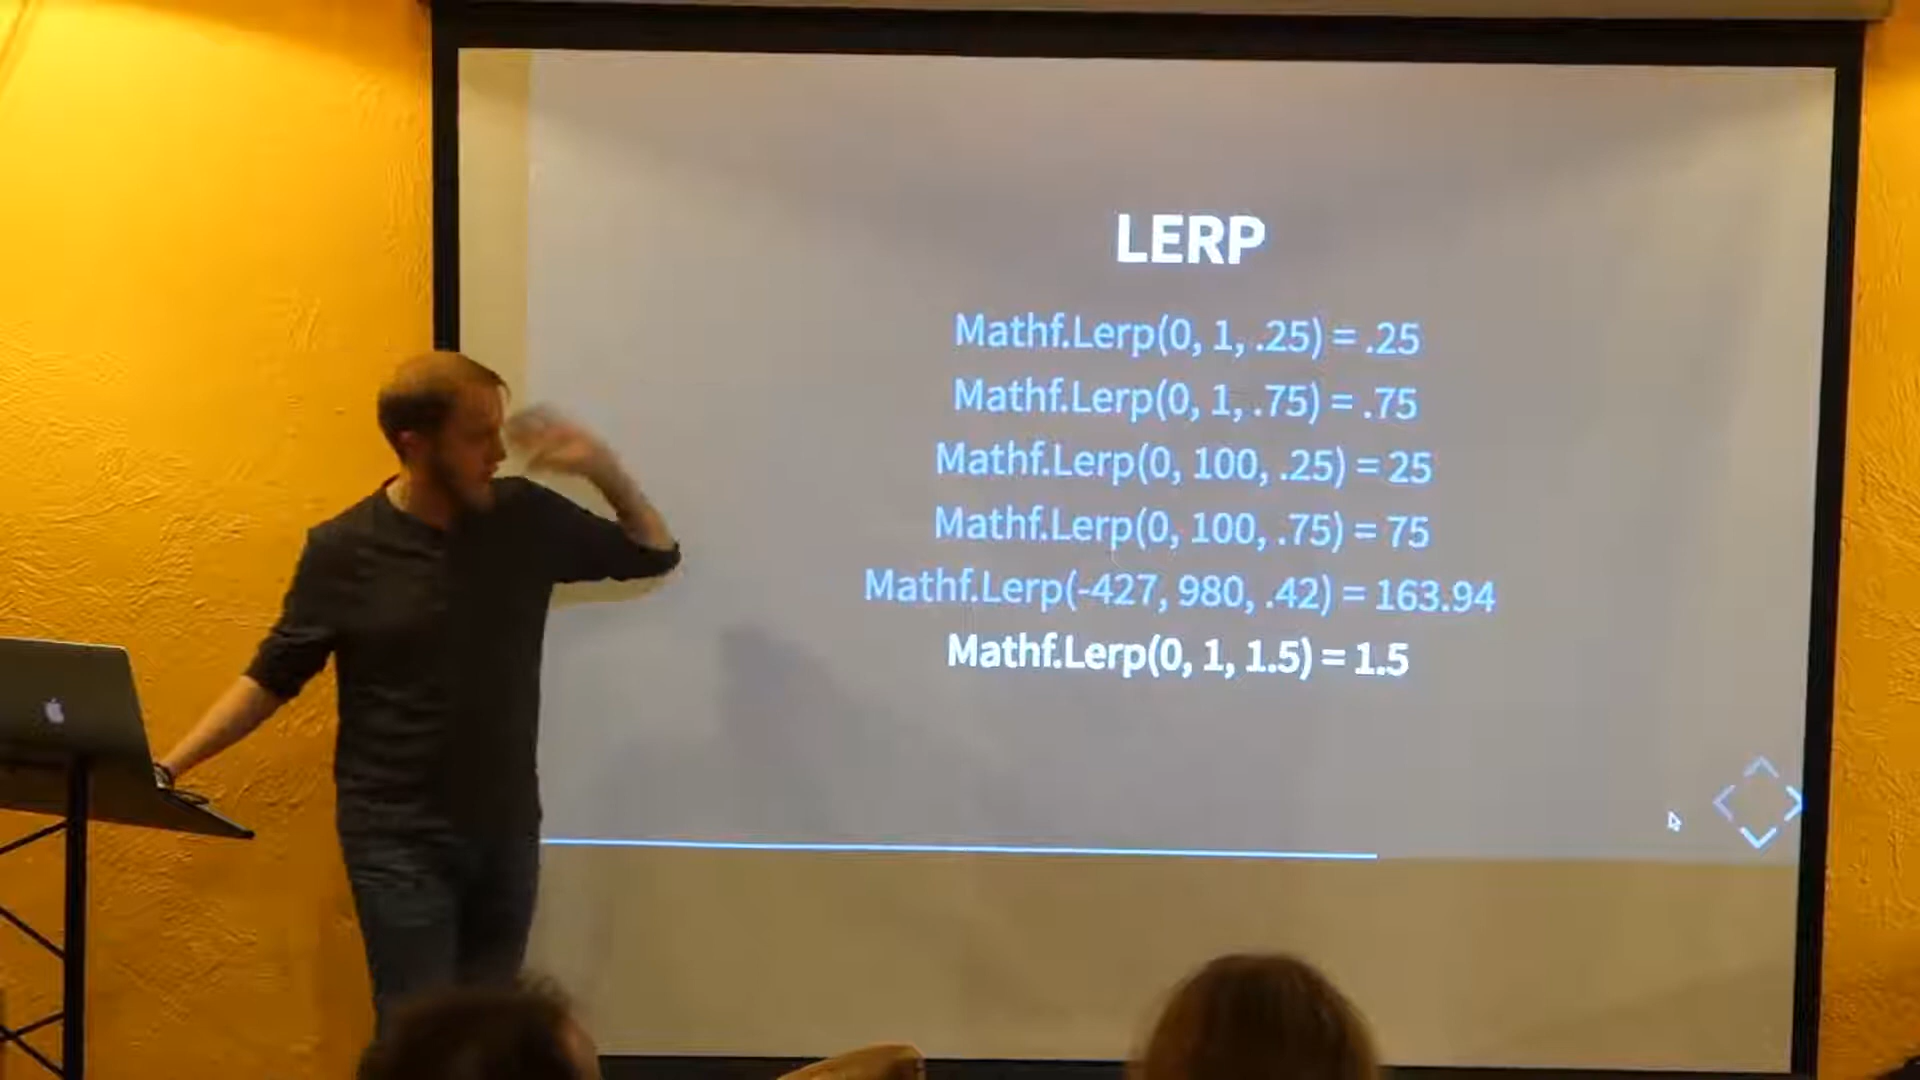 LERP
Mathf.Lerp(0, 1, .25) = .25
Mathf.Lerp(0, 1, .75) = .75
Mathf.Lerp(0, 100, .25) = 25
Mathf.Lerp(0, 100, .75) = 75
Mathf.Lerp(-427, 980, .42) = 163.94
Mathf.Lerp(0, 1, 1.5) = 1.5